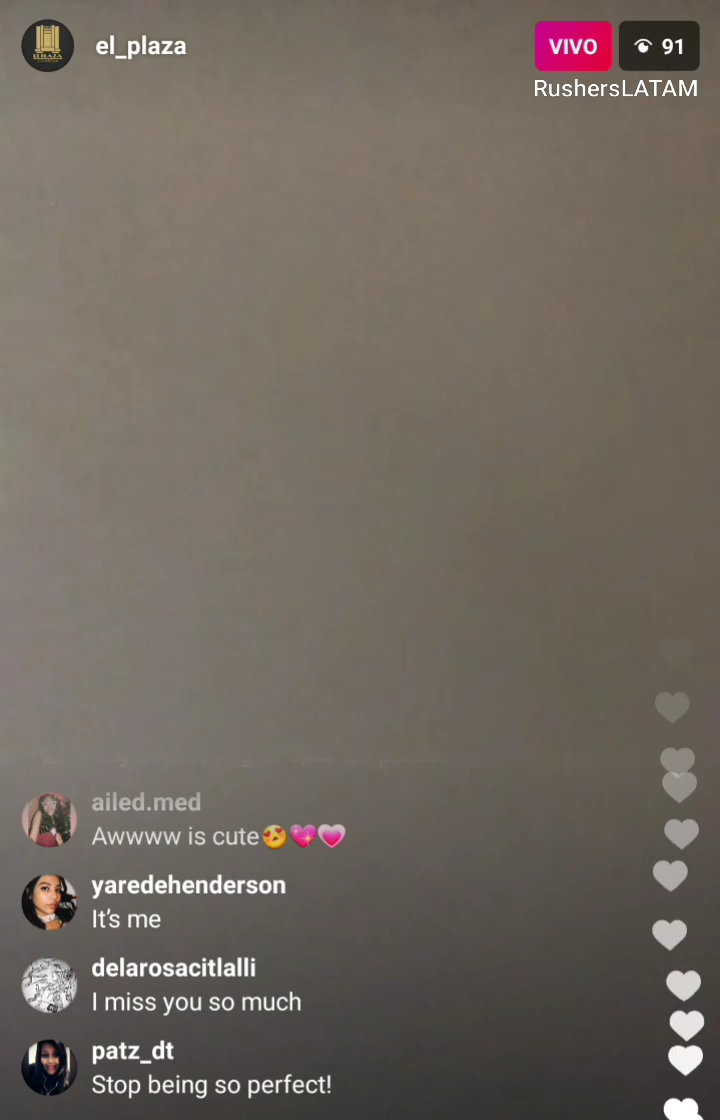 el_plaza
VIVO
91
RushersLATAM
ailed.med
Awwww is cute😍💖💗
yaredehenderson
It's me
delarosacitlalli
I miss you so much
patz_dt
Stop being so perfect!